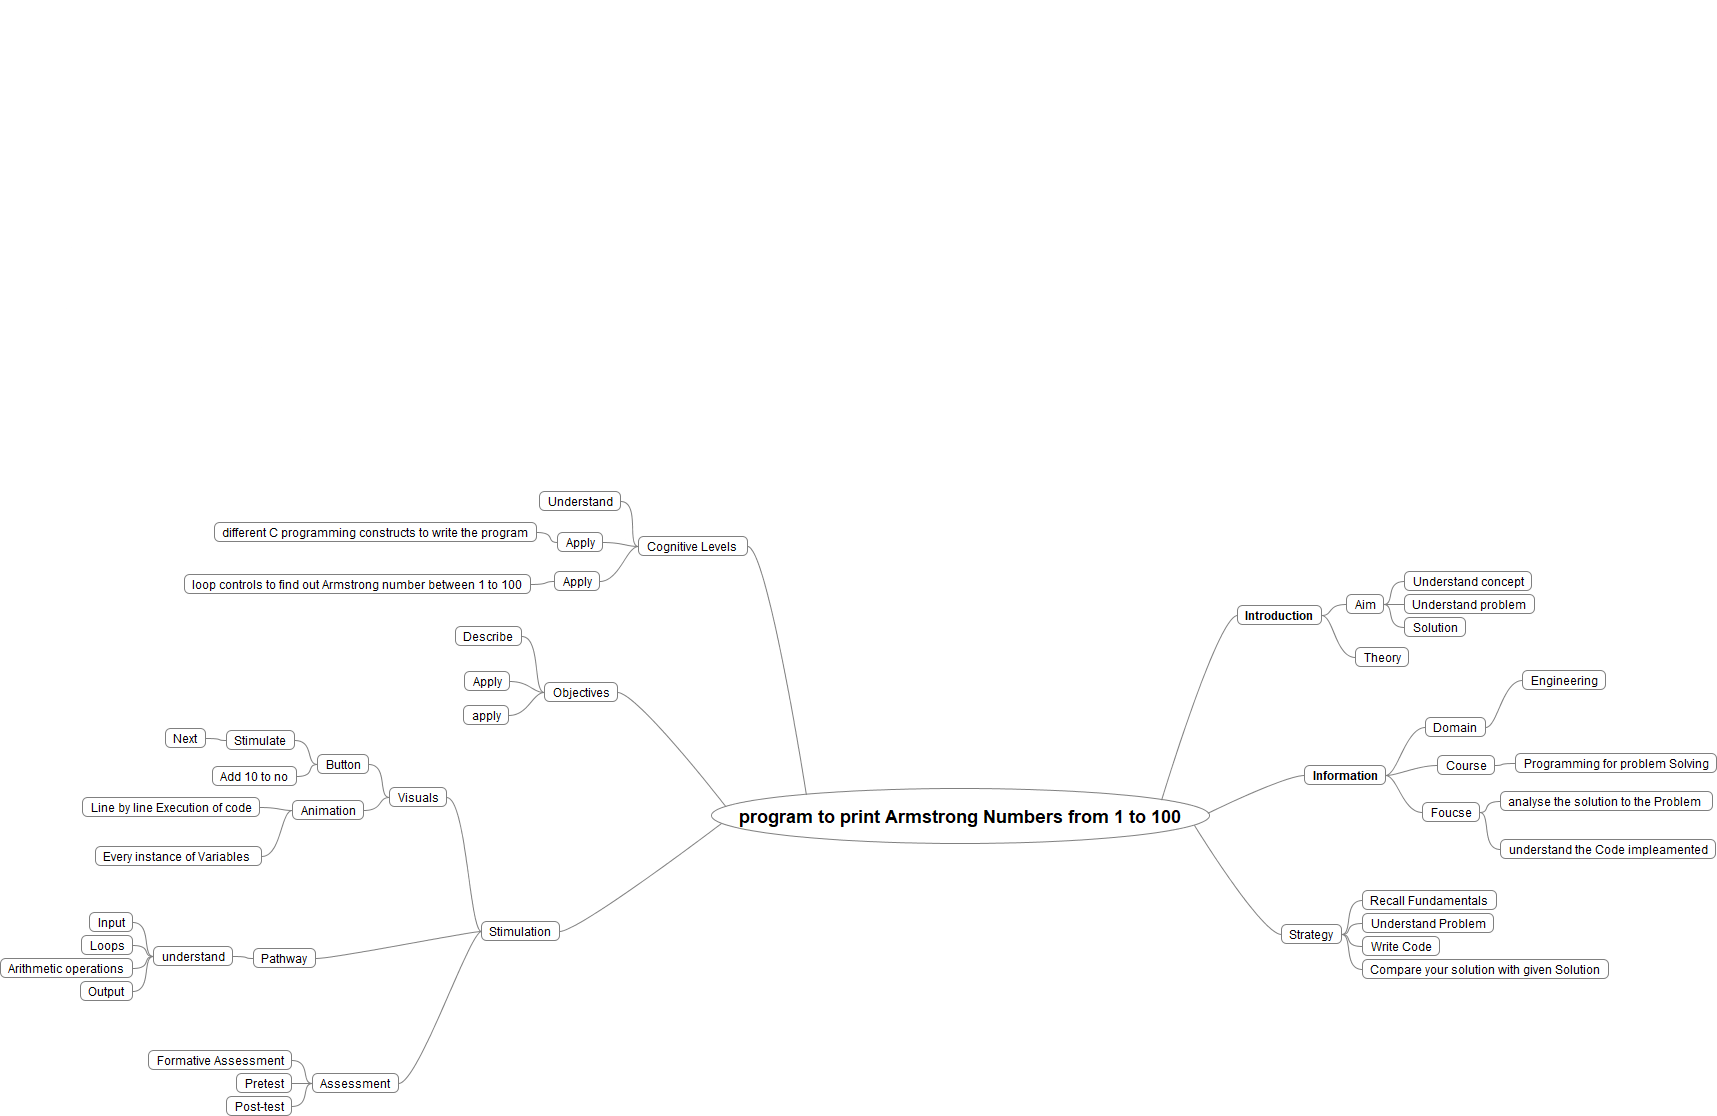 Understand
different C programming constructs to write the program
Apply
Cognitive Levels
loop controls to find out Armstrong number between 1 to 100
Apply
Describe
Apply
Objectives
apply
Next
Stimulate
Button
Add 10 to no
Visuals
Line by line Execution of code
Animation
Every instance of Variables
Input
Loops
Arithmetic operations
Output
understand
Pathway
Stimulation
Formative Assessment
Pretest
Post-test
Assessment
program to print Armstrong Numbers from 1 to 100
Introduction
Aim
Understand concept
Understand problem
Solution
Theory
Information
Domain
Engineering
Course
Programming for problem Solving
Foucse
analyse the solution to the Problem
understand the Code impleamented
Strategy
Recall Fundamentals
Understand Problem
Write Code
Compare your solution with given Solution